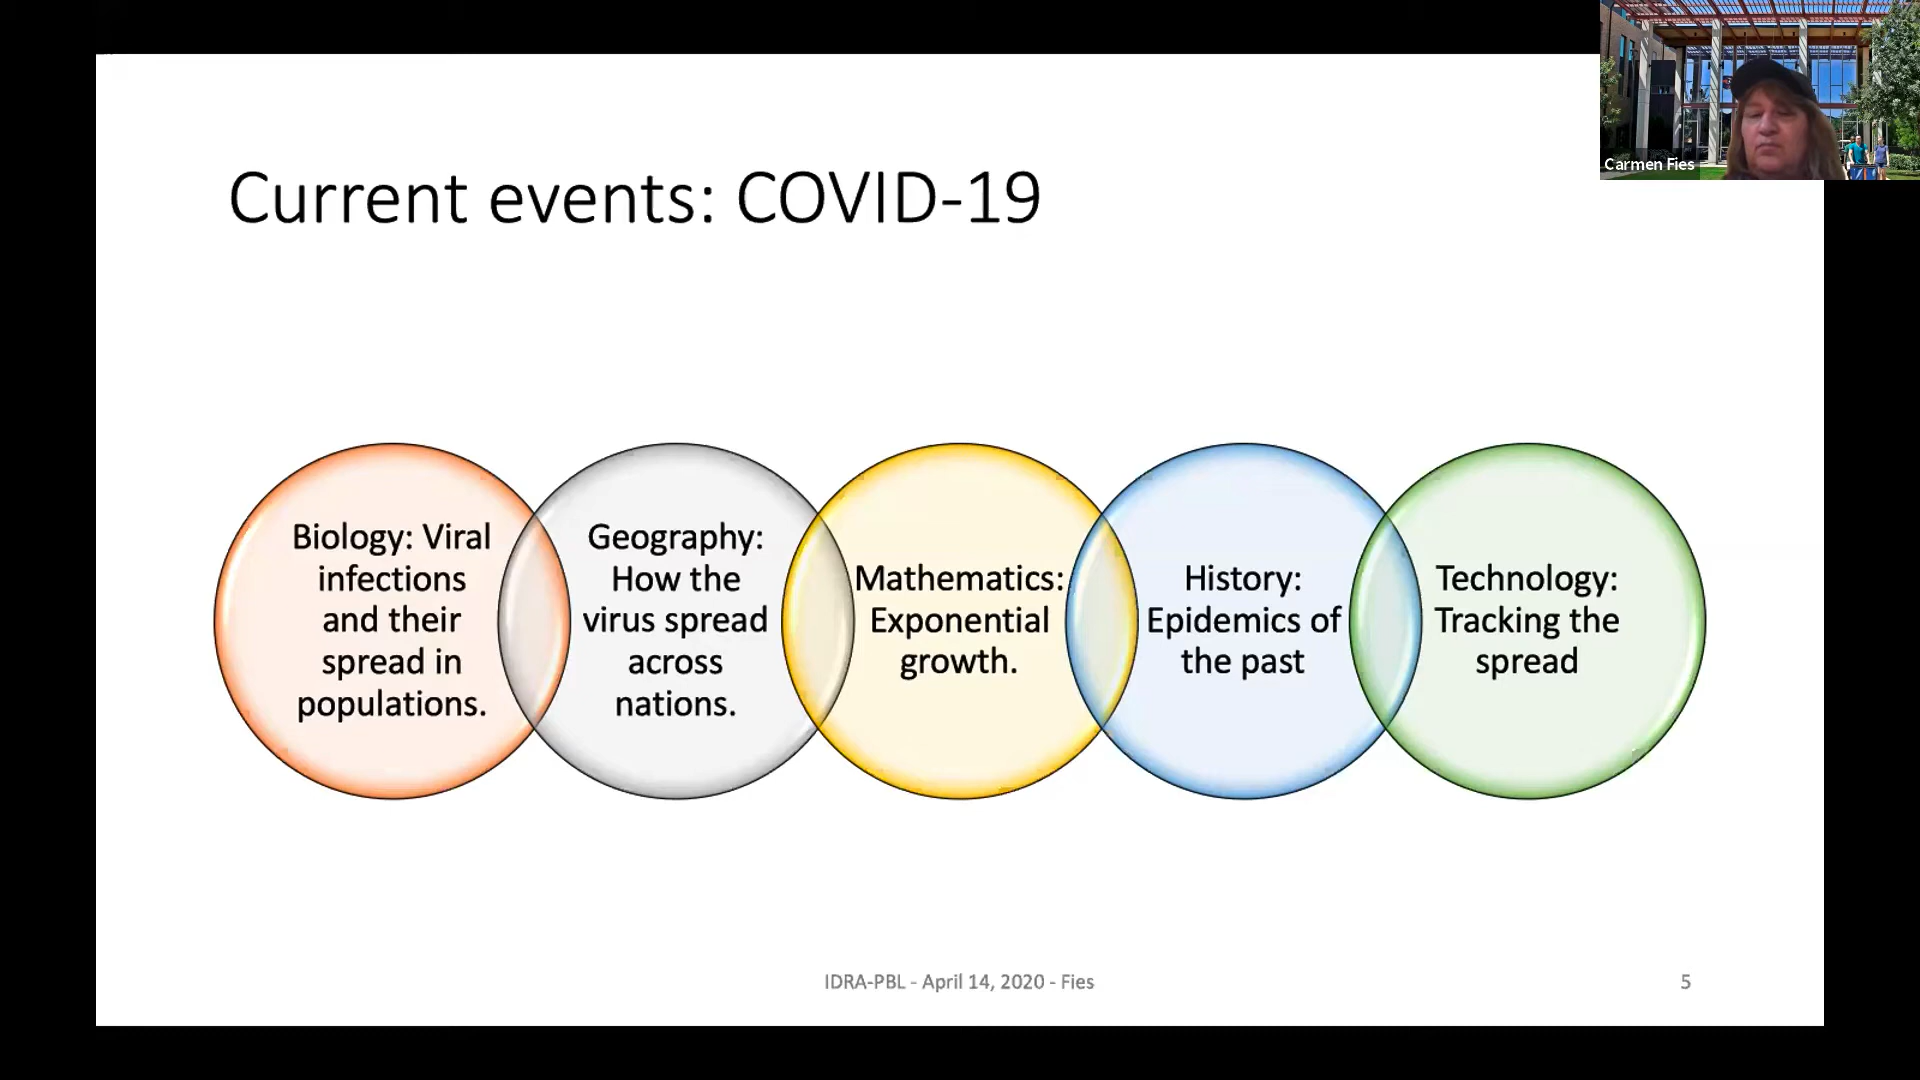 Carmen Fies
Current events: COVID-19
Biology: Viral
infections
and their
spread in
populations.
Geography:
How the
virus spread
across
nations.
Mathematics:
Exponential
growth.
History:
Epidemics of
the past
Technology:
Tracking the
spread
IDRA-PBL - April 14, 2020 - Fies
5